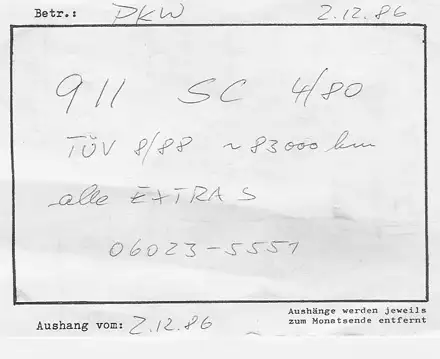 Betr.: PKW 2.12.86
911 SC 4/80
TÜV 8/88 ~83000 km
alle EXTRAS
06023-5551
Aushänge werden jeweils
zum Monatsende entfernt
Aushang vom: 2.12.86